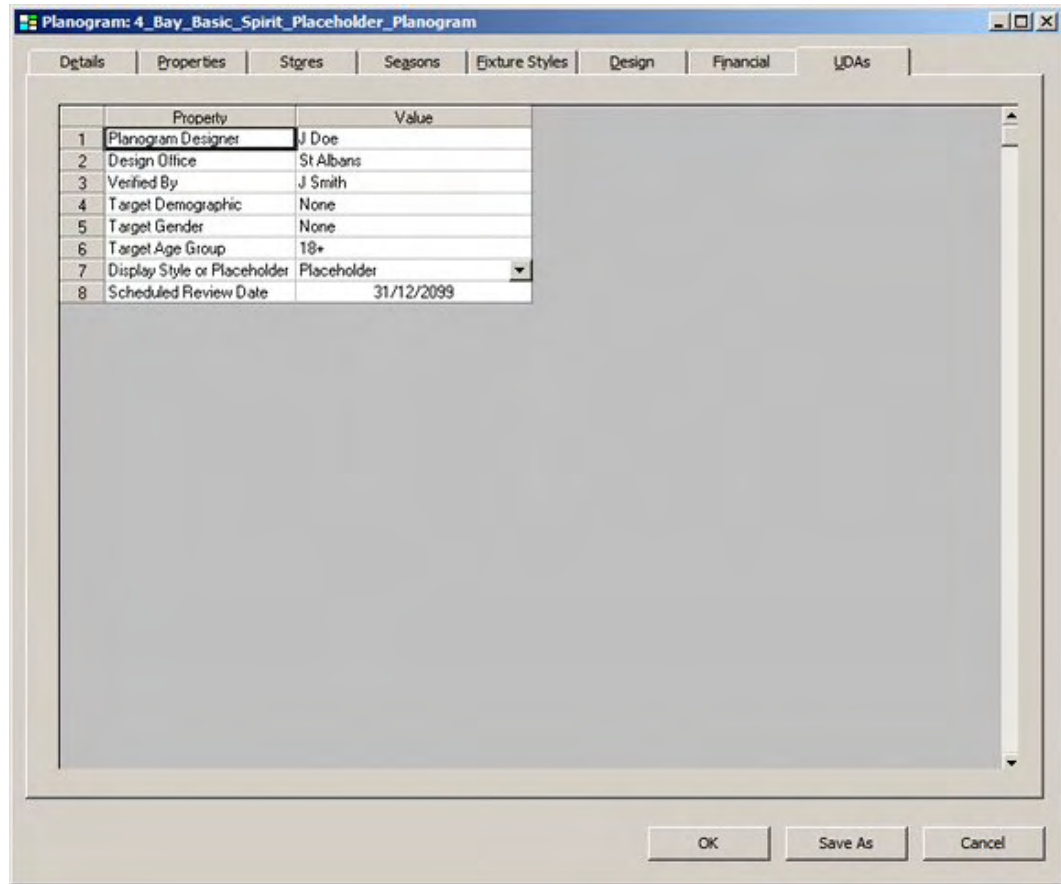 Planogram: 4_Bay_Basic_Spirit_Placeholder_Planogram
Details Properties Stores Seasons Fixture Styles Design Financial UDAs
Property Value
1 Planogram Designer J Doe
2 Design Office St Albans
3 Verified By J Smith
4 Target Demographic None
5 Target Gender None
6 Target Age Group 18+
7 Display Style or Placeholder Placeholder
8 Scheduled Review Date 31/12/2099
OK Save As Cancel